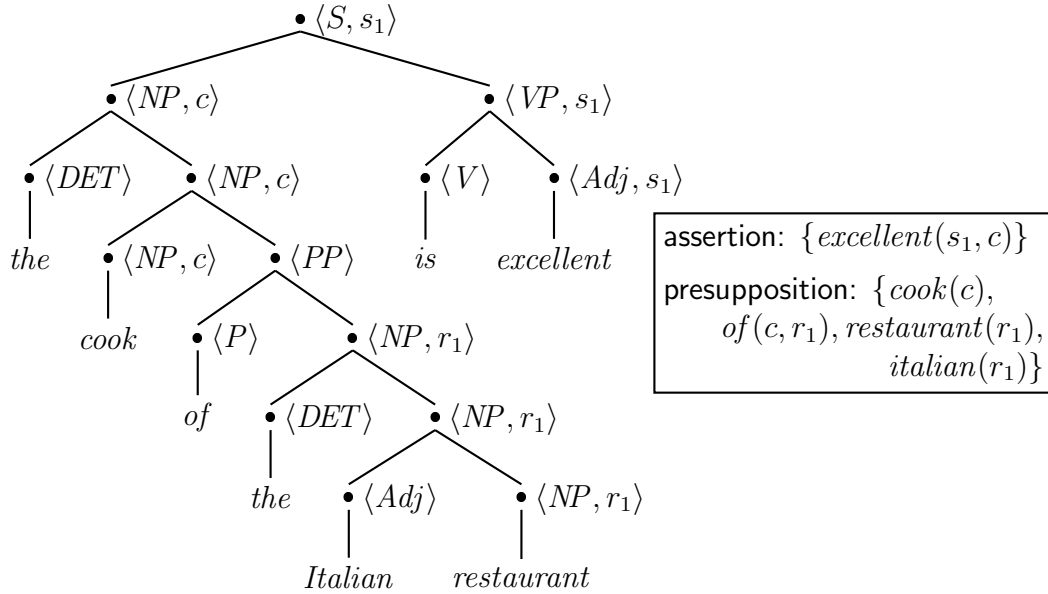 • ⟨S, s₁⟩
• ⟨NP, c⟩ • ⟨VP, s₁⟩
• ⟨DET⟩ • ⟨NP, c⟩ • ⟨V⟩ • ⟨Adj, s₁⟩
the • ⟨NP, c⟩ • ⟨PP⟩ is excellent
cook • ⟨P⟩ • ⟨NP, r₁⟩
of • ⟨DET⟩ • ⟨NP, r₁⟩
the • ⟨Adj⟩ • ⟨NP, r₁⟩
Italian restaurant
assertion: {excellent(s₁, c)}
presupposition: {cook(c),
of(c, r₁), restaurant(r₁),
italian(r₁)}